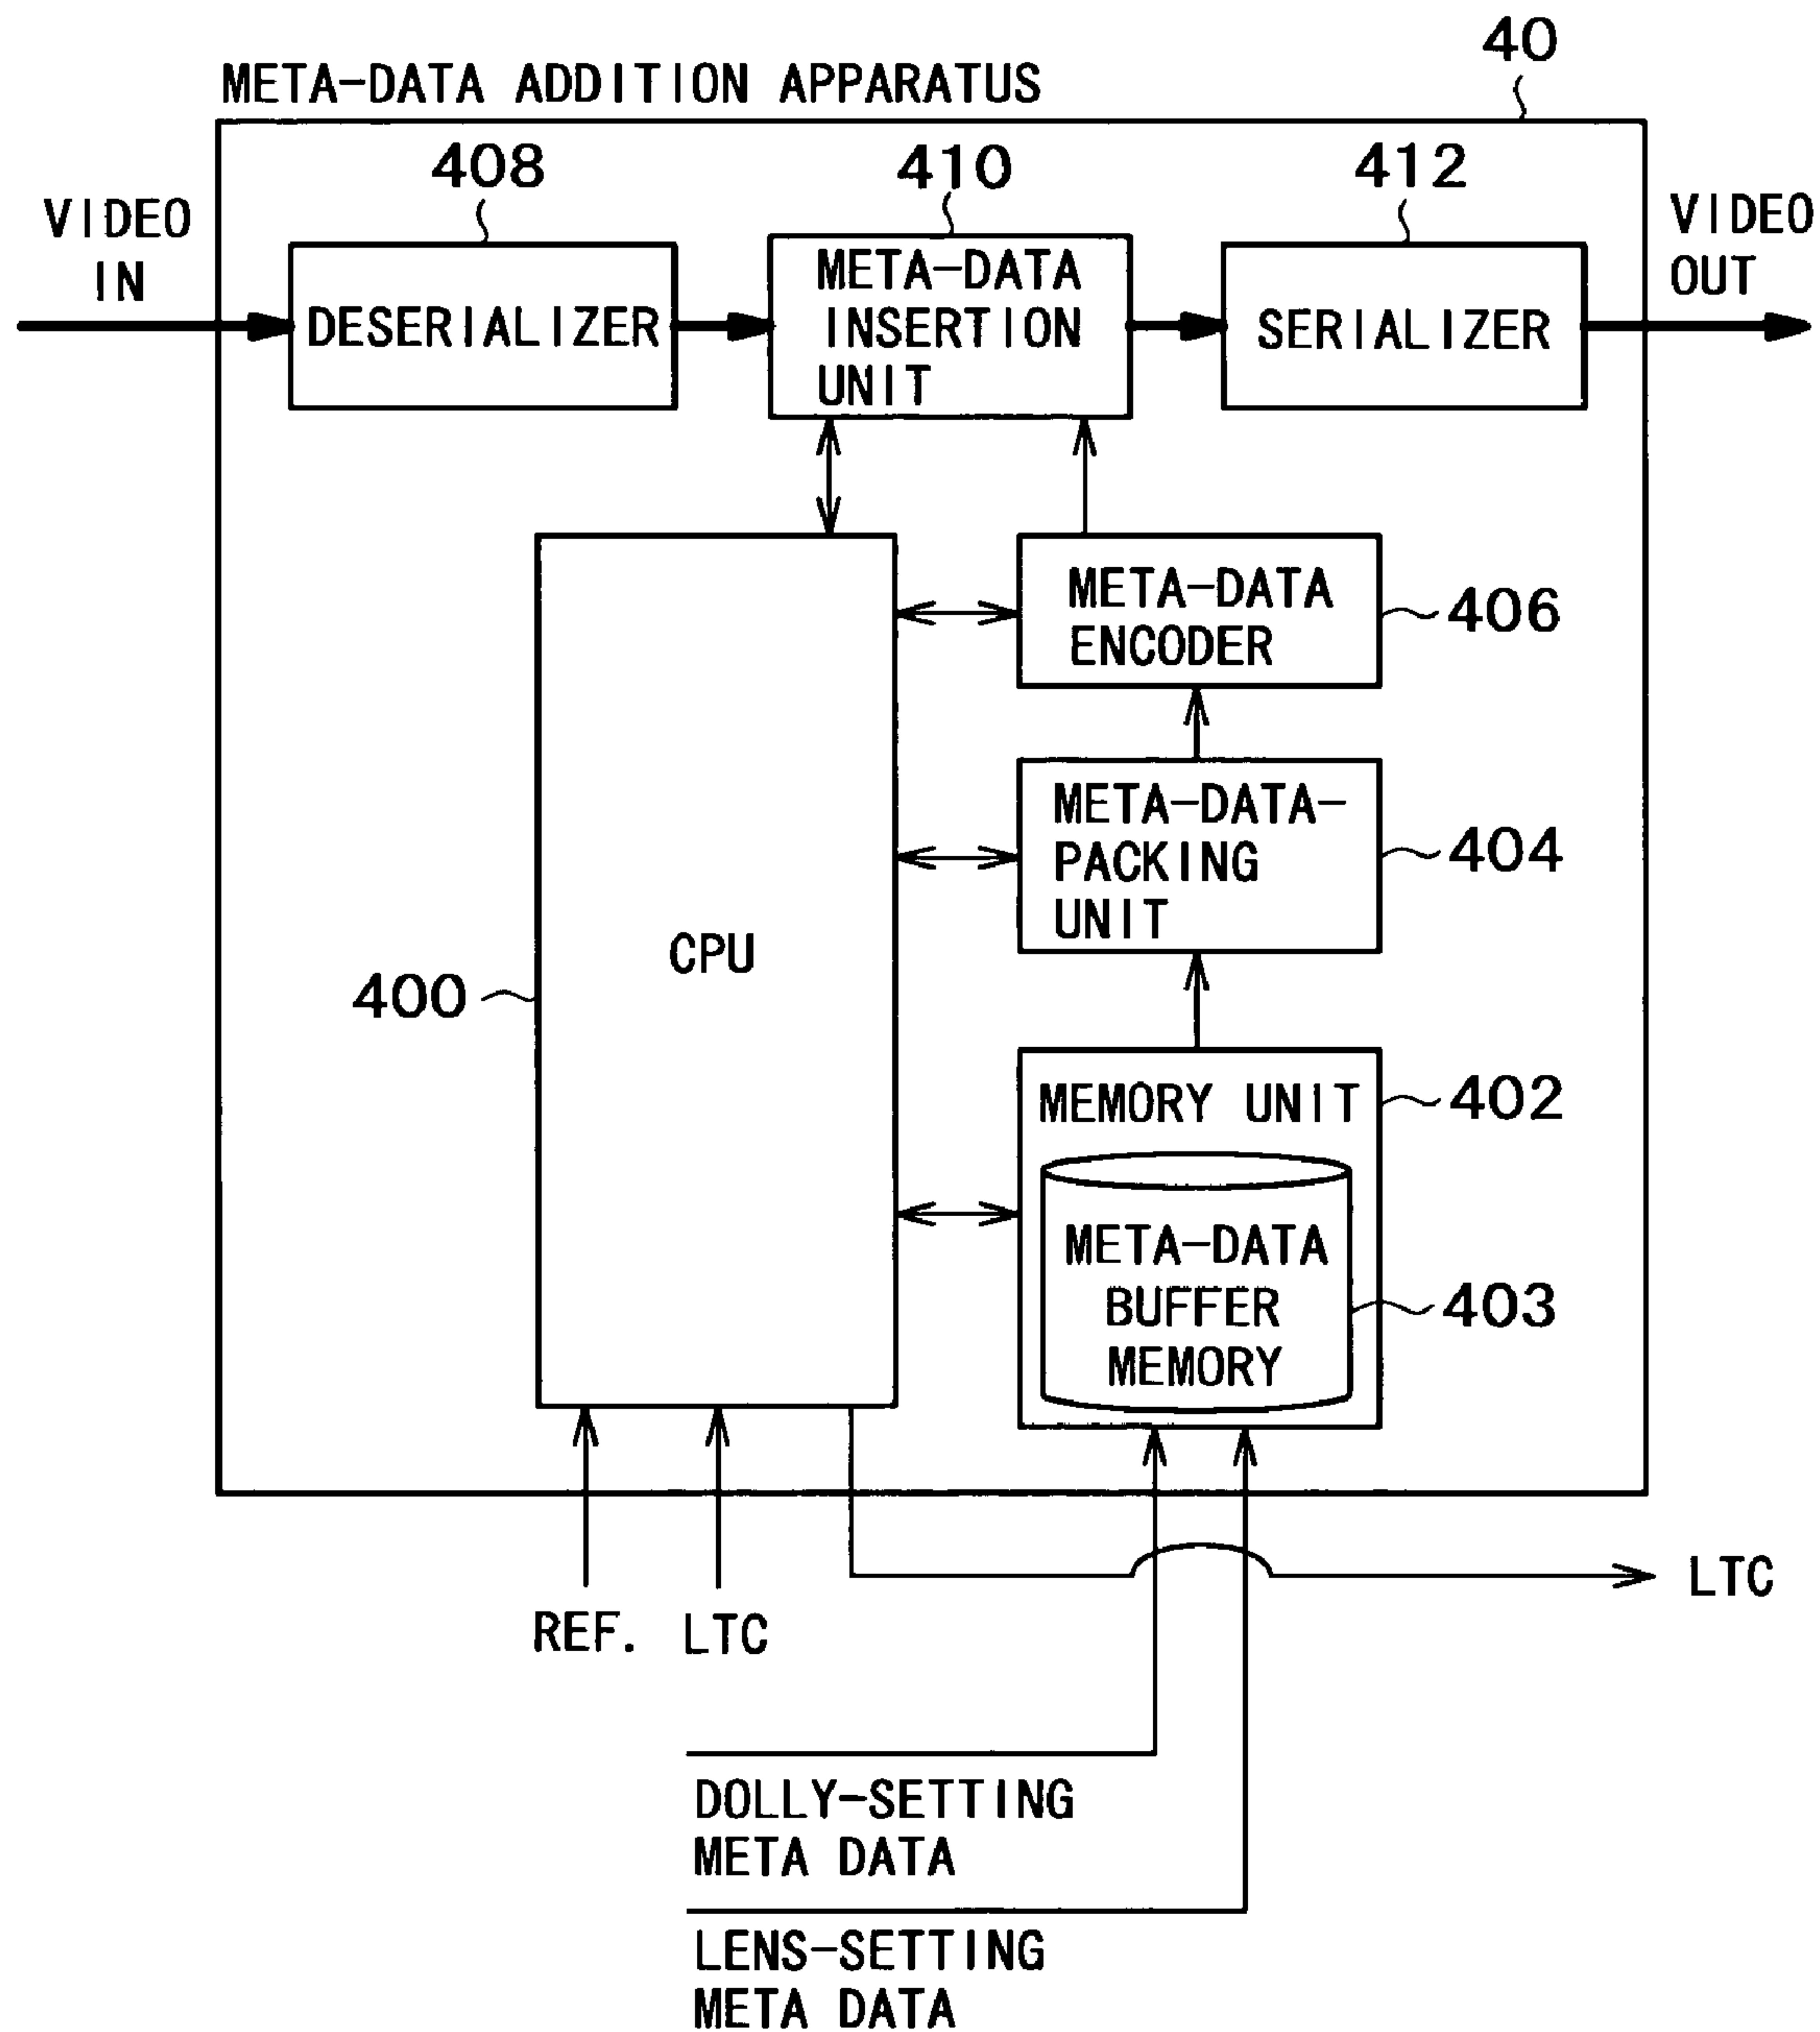 40
META-DATA ADDITION APPARATUS
408
410
412
VIDEO
IN
VIDEO
OUT
DESERIALIZER
META-DATA
INSERTION
UNIT
SERIALIZER
META-DATA
ENCODER
406
META-DATA-
PACKING
UNIT
404
CPU
400
MEMORY UNIT
402
META-DATA
BUFFER
MEMORY
403
REF.
LTC
LTC
DOLLY-SETTING
META DATA
LENS-SETTING
META DATA